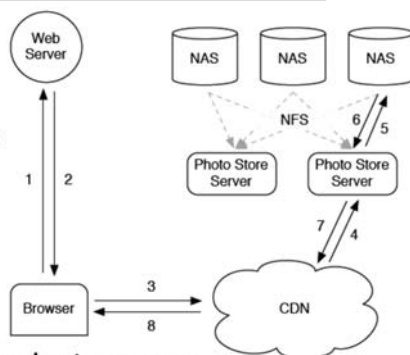 Web
Server
NAS
NAS
NAS
NFS
6
5
Photo Store
Server
Photo Store
Server
1
2
7
4
3
Browser
CDN
8